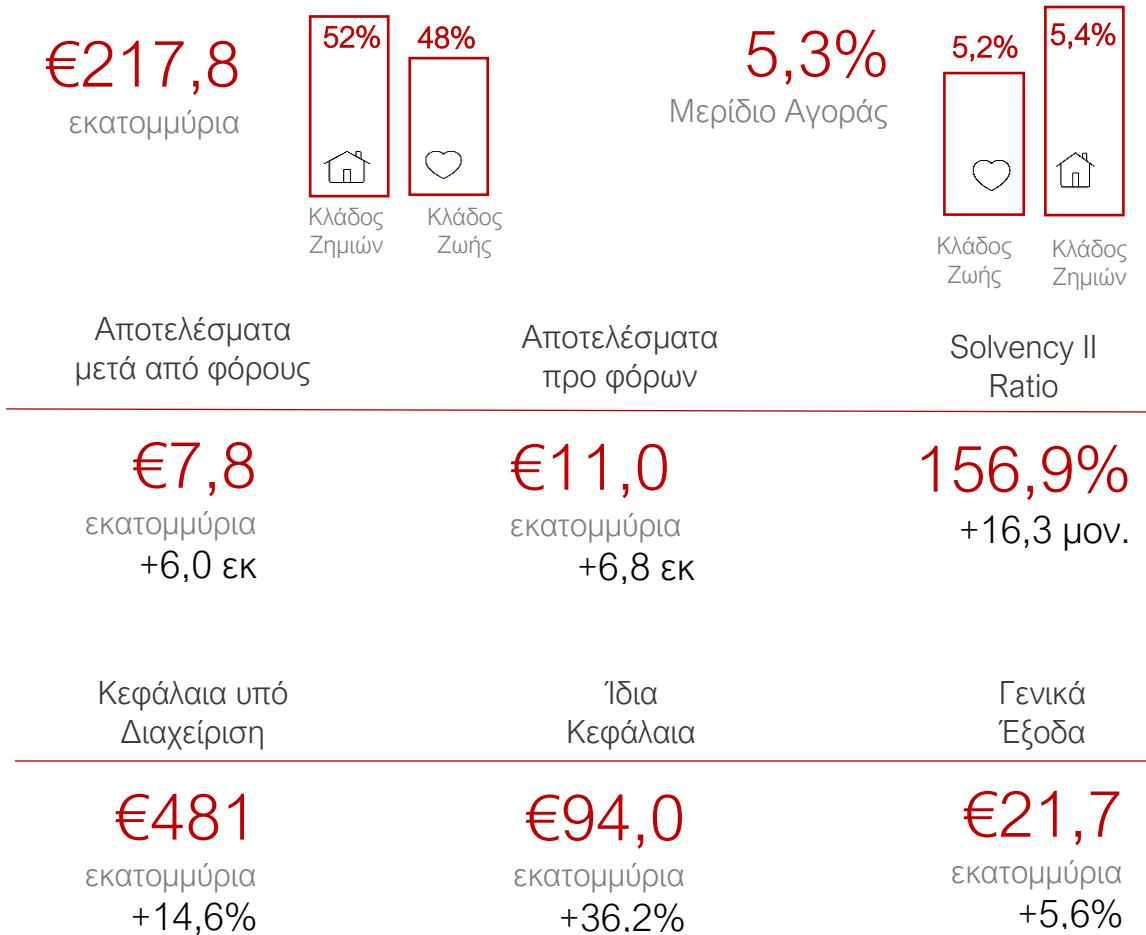 €217,8
εκατομμύρια
52%
48%
Κλάδος
Ζημιών
Κλάδος
Ζωής
5,3%
Μερίδιο Αγοράς
5,2%
5,4%
Κλάδος
Ζωής
Κλάδος
Ζημιών
Αποτελέσματα
μετά από φόρους
Αποτελέσματα
προ φόρων
Solvency II
Ratio
€7,8
εκατομμύρια
+6,0 εκ
€11,0
εκατομμύρια
+6,8 εκ
156,9%
+16,3 μον.
Κεφάλαια υπό
Διαχείριση
Ίδια
Κεφάλαια
Γενικά
Έξοδα
€481
εκατομμύρια
+14,6%
€94,0
εκατομμύρια
+36,2%
€21,7
εκατομμύρια
+5,6%